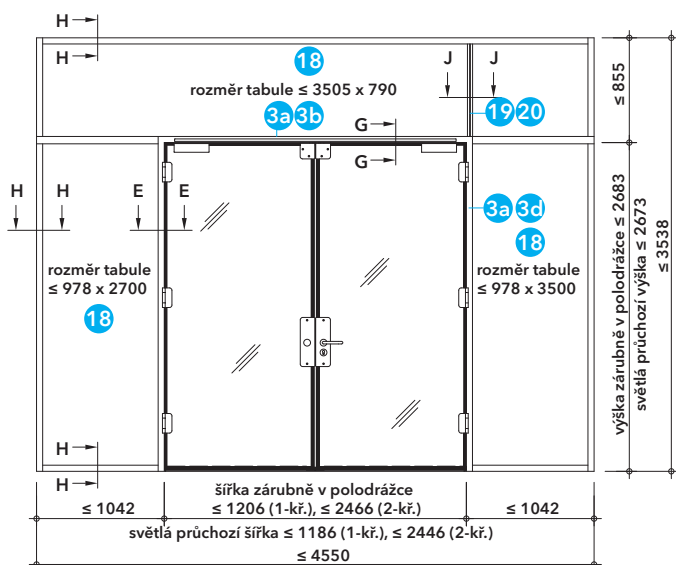 H
H
18
J J
rozměr tabule ≤ 3505 x 790
3a 3b
G
G
19 20
≤ 855
H H
E E
3a 3d
18
rozměr tabule
≤ 978 x 2700
18
rozměr tabule
≤ 978 x 3500
výška zárubně v polodrážce ≤ 2683
světlá průchozí výška ≤ 2673
≤ 3538
H
H
šířka zárubně v polodrážce
≤ 1042
≤ 1206 (1-kř.), ≤ 2466 (2-kř.)
≤ 1042
světlá průchozí šířka ≤ 1186 (1-kř.), ≤ 2446 (2-kř.)
≤ 4550